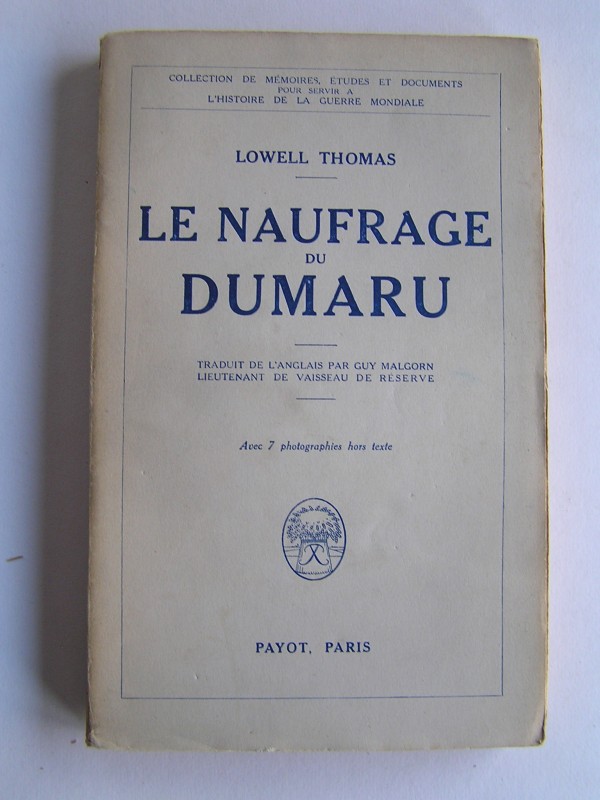 COLLECTION DE MÉMOIRES, ÉTUDES ET DOCUMENTS
POUR SERVIR A
L'HISTOIRE DE LA GUERRE MONDIALE
LOWELL THOMAS
LE NAUFRAGE
DU
DUMARU
TRADUIT DE L'ANGLAIS PAR GUY MALGORN
LIEUTENANT DE VAISSEAU DE RÉSERVE
Avec 7 photographies hors texte
PAYOT, PARIS